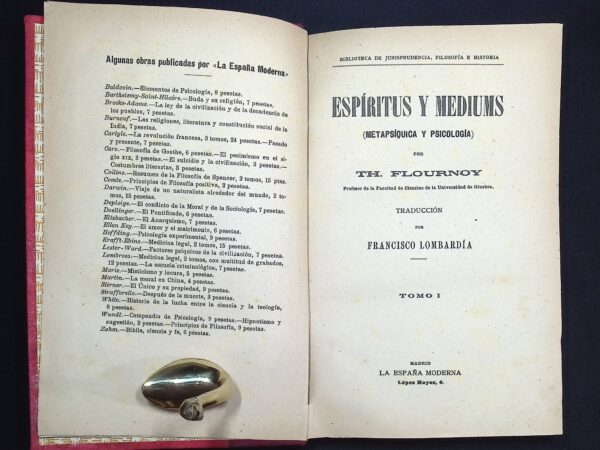 Algunas obras publicadas por «La España Moderna»
Baldovin.—Elementos de Psicología, 8 pesetas.
Barthelemy-Saint-Hilaire.—Buda y su religión, 7 pesetas.
Brooks-Adams.—La ley de la civilización y de la decadencia de
los pueblos, 7 pesetas.
Burnouf.—Las religiones, literatura y constitución social de la
India, 7 pesetas.
Carlyle.—La revolución francesa, 3 tomos, 24 pesetas.—Pasado
y presente, 7 pesetas.
Caro.—Filosofía de Goethe, 6 pesetas. El pesimismo en el si-
glo XIX, 3 pesetas. El suicidio y la civilización, 3 pesetas.—
Costumbres literarias, 3 pesetas.
Collins.—Resumen de la Filosofía de Spencer, 2 tomos, 15 ptas.
Comte.—Principios de Filosofía positiva, 2 pesetas.
Darwin.—Viaje de un naturalista alrededor del mundo, 2 to-
mos, 15 pesetas.
Deploige.—El conflicto de la Moral y de la Sociología, 7 pesetas.
Doellinger.—El Pontificado, 6 pesetas.
Eltzbacher.—El Anarquismo, 7 pesetas.
Ellen Key.—El amor y el matrimonio, 6 pesetas.
Hoffding.—Psicología experimental, 9 pesetas.
Krafft-Ebing.—Medicina legal, 2 tomos, 15 pesetas.
Lester-Ward.—Factores psíquicos de la civilización, 7 pesetas.
Lombroso.—Medicina legal, 2 tomos, con multitud de grabados,
12 pesetas.—La escuela criminológica, 7 pesetas.
Marie.—Misticismo y locura, 5 pesetas.
Martin.—La moral en China, 4 pesetas.
Stirner.—El Único y su propiedad, 9 pesetas.
Strafforello.—Después de la muerte, 3 pesetas.
White.—Historia de la lucha entre la ciencia y la teología,
8 pesetas.
Wundt.—Compendio de Psicología, 9 pesetas.—Hipnotismo y
sugestión, 2 pesetas.—Principios de Filosofía, 9 pesetas.
Zahm.—Biblia, ciencia y fe, 6 pesetas.
BIBLIOTECA DE JURISPRUDENCIA, FILOSOFÍA E HISTORIA
ESPÍRITUS Y MEDIUMS
(METAPSÍQUICA Y PSICOLOGÍA)
POR
TH. FLOURNOY
Profesor de la Facultad de Ciencias de la Universidad de Ginebra.
TRADUCCIÓN
POR
FRANCISCO LOMBARDÍA
TOMO I
MADRID
LA ESPAÑA MODERNA
López Hoyos, 6.